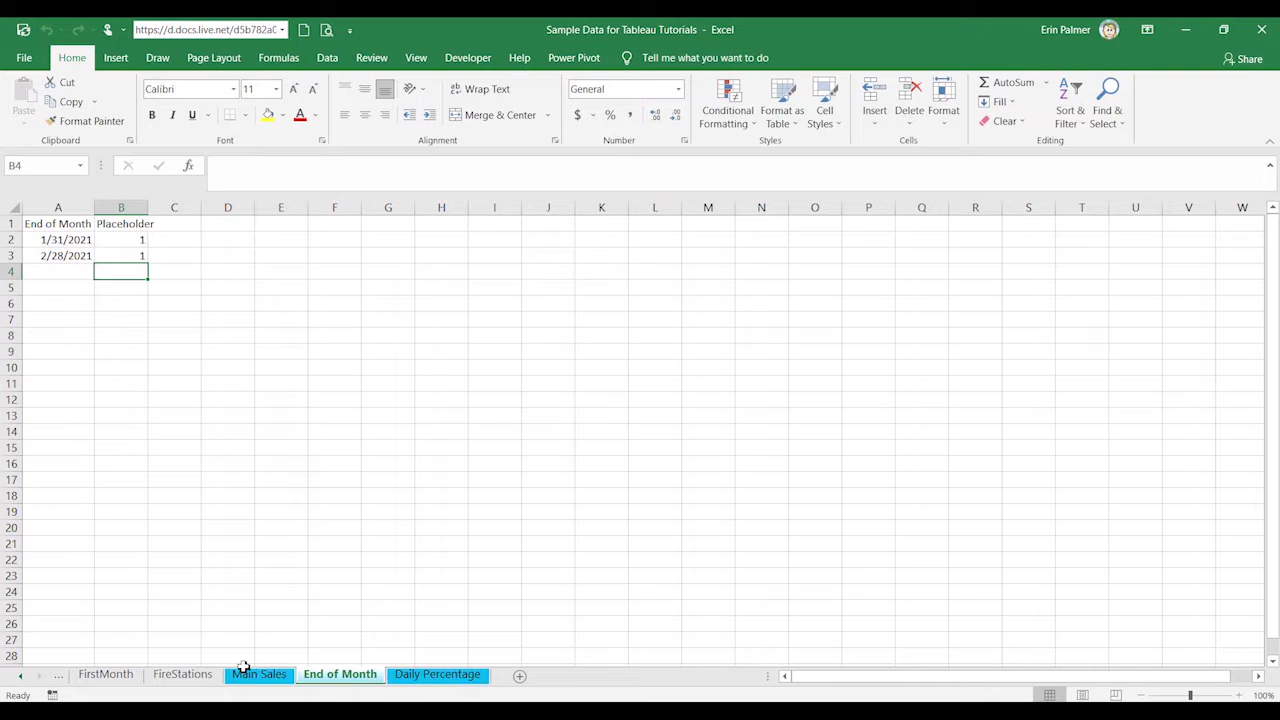 https://d.docs.live.net/d5b782a0
Sample Data for Tableau Tutorials - Excel
Erin Palmer
File Home Insert Draw Page Layout Formulas Data Review View Developer Help Power Pivot Tell me what you want to do Share
Paste
Cut
Copy
Format Painter
Clipboard
Calibri 11
B I U A
Font
Wrap Text
Merge & Center
Alignment
General
$ % ,
Number
Conditional Formatting
Format as Table
Cell Styles
Styles
Insert Delete Format
Cells
AutoSum
Fill
Clear
Sort & Filter
Find & Select
Editing
B4 fx
A B C D E F G H I J K L M N O P Q R S T U V W
1 End of Month Placeholder
2 1/31/2021 1
3 2/28/2021 1
4
5
6
7
8
9
10
11
12
13
14
15
16
17
18
19
20
21
22
23
24
25
26
27
28
... FirstMonth FireStations Main Sales End of Month Daily Percentage
Ready 100%